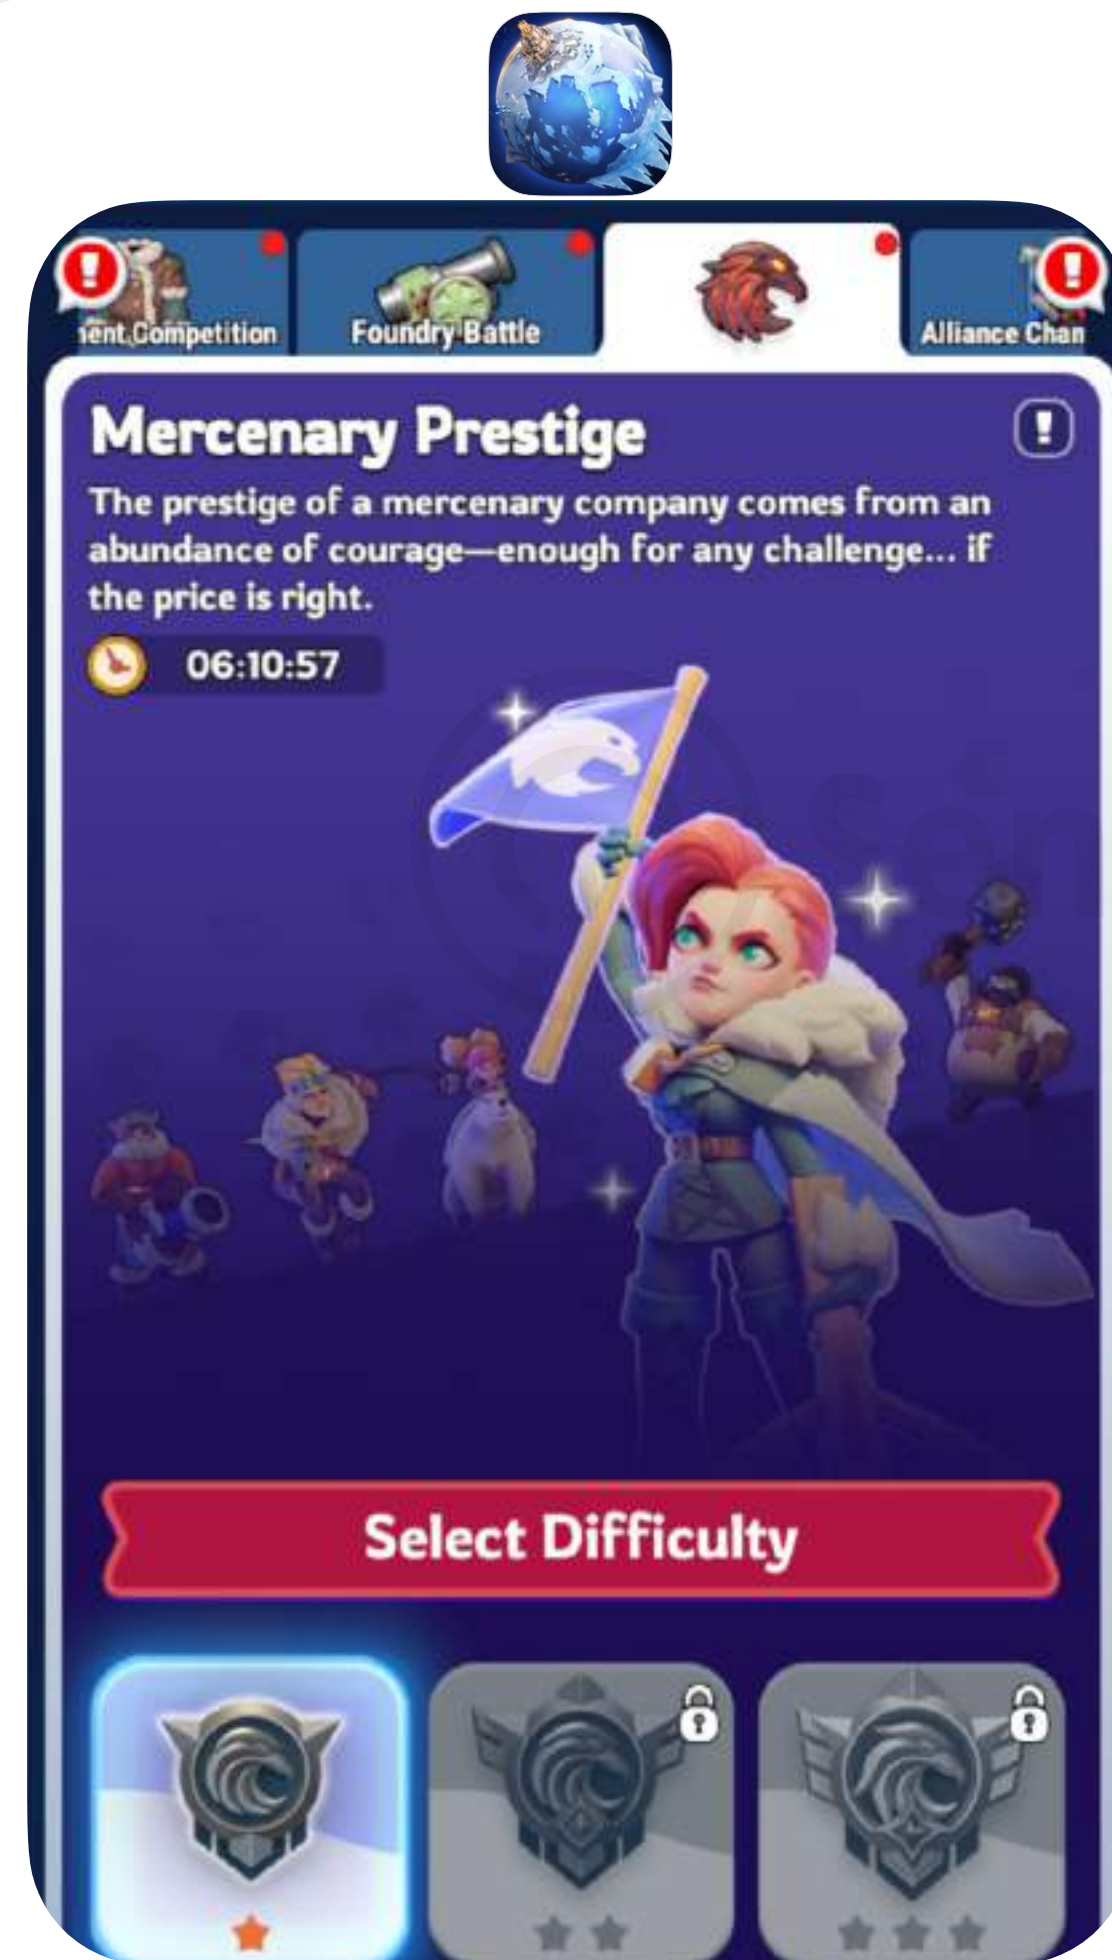 ent Competition
Foundry Battle
Alliance Chan
Mercenary Prestige
The prestige of a mercenary company comes from an
abundance of courage—enough for any challenge... if
the price is right.
06:10:57
Sen
Select Difficulty